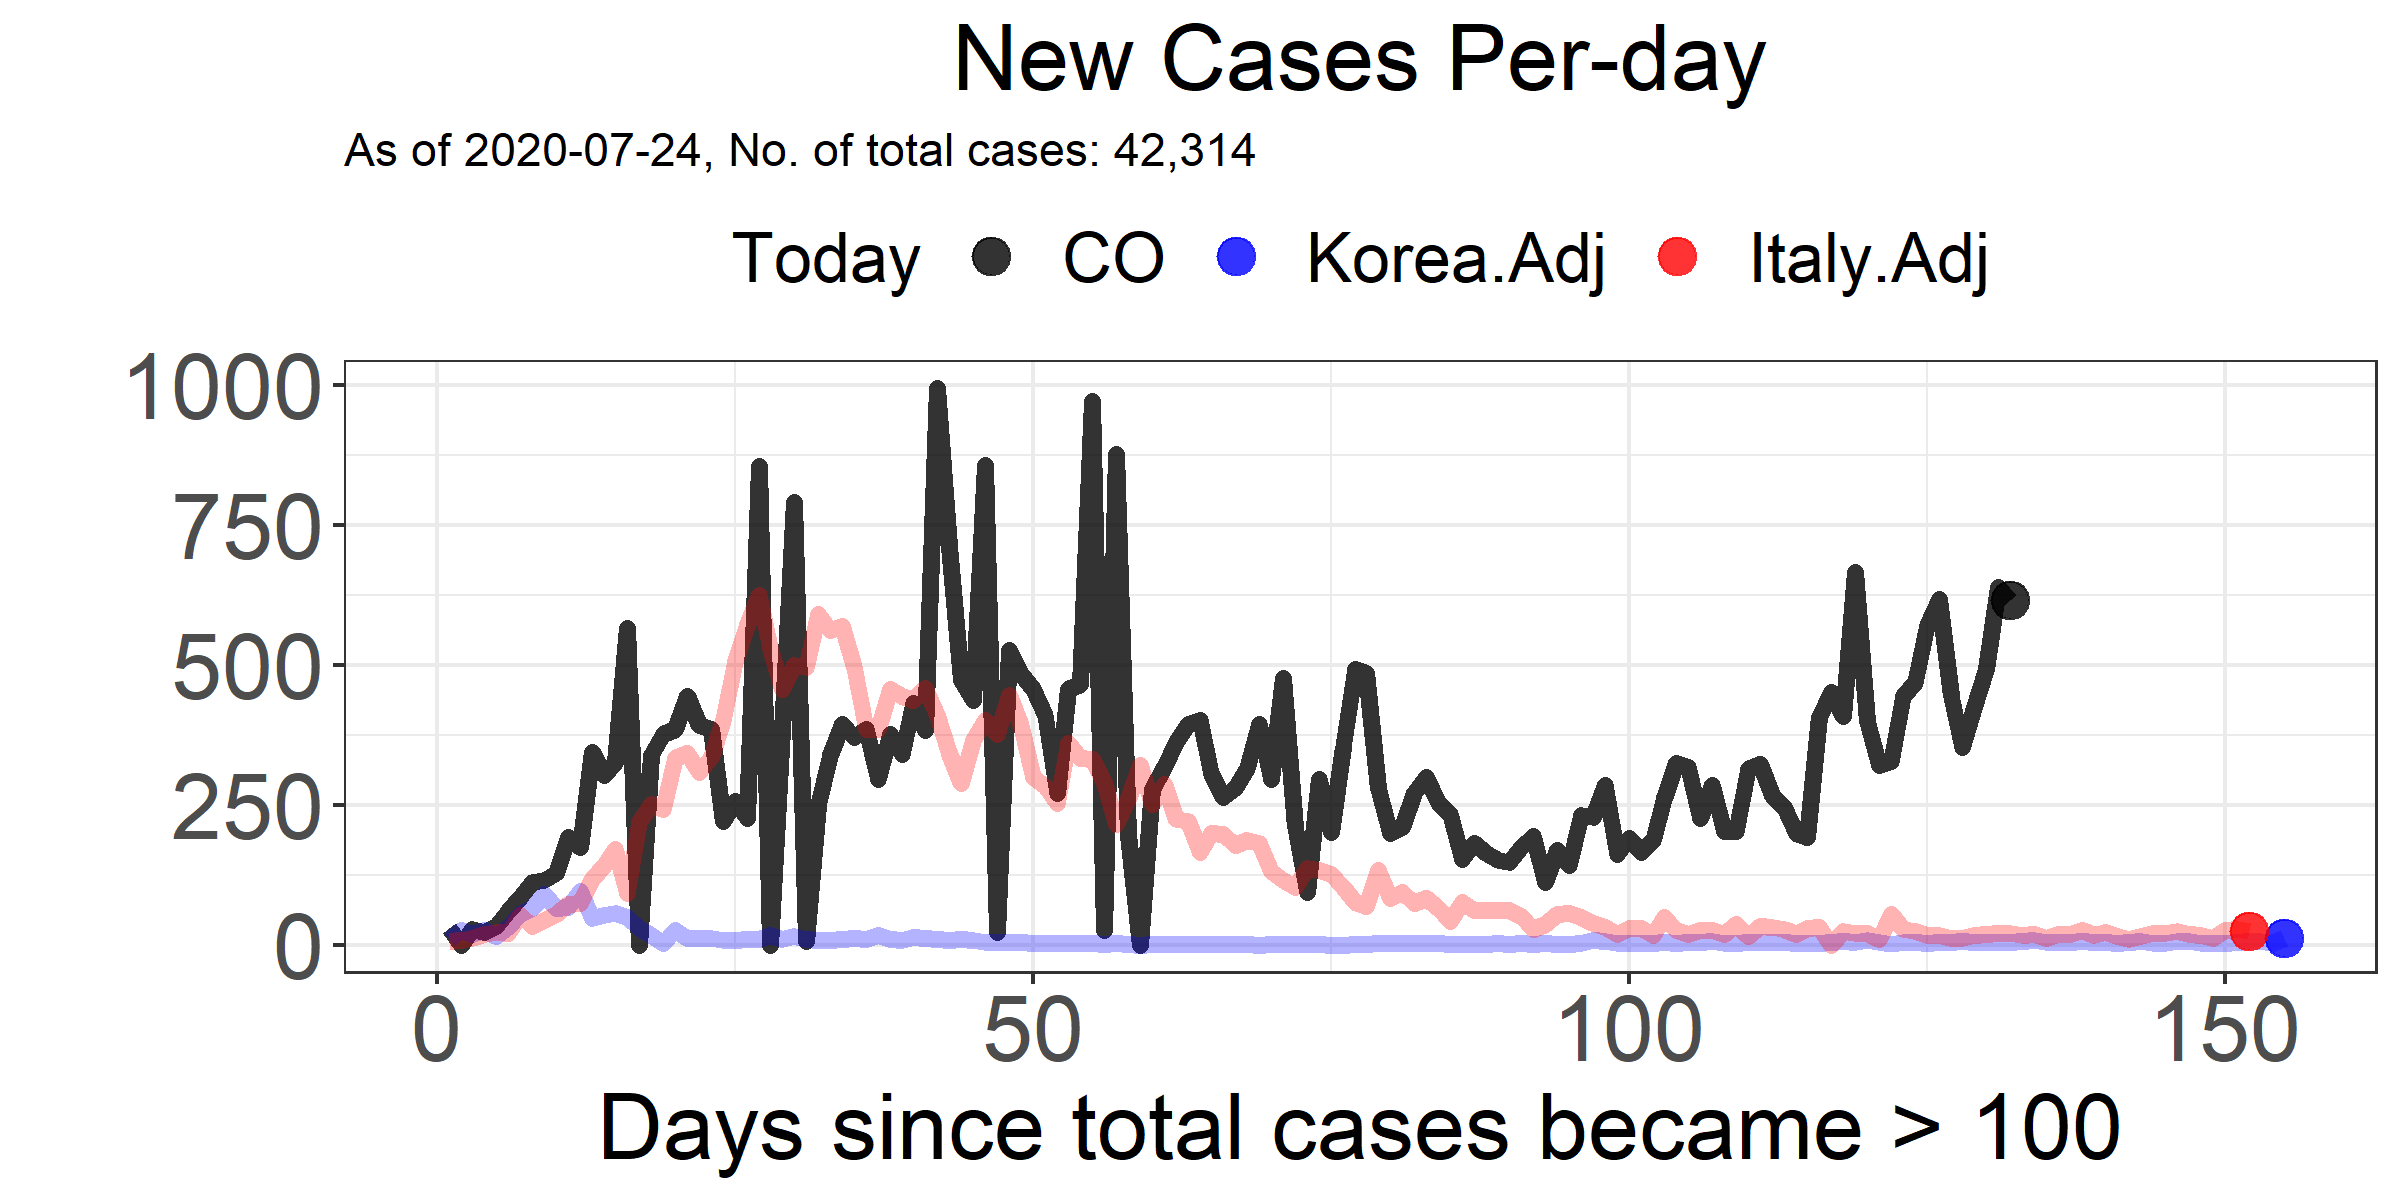 New Cases Per-day
As of 2020-07-24, No. of total cases: 42,314
Today CO Korea.Adj Italy.Adj
1000
750
500
250
0
0 50 100 150
Days since total cases became > 100